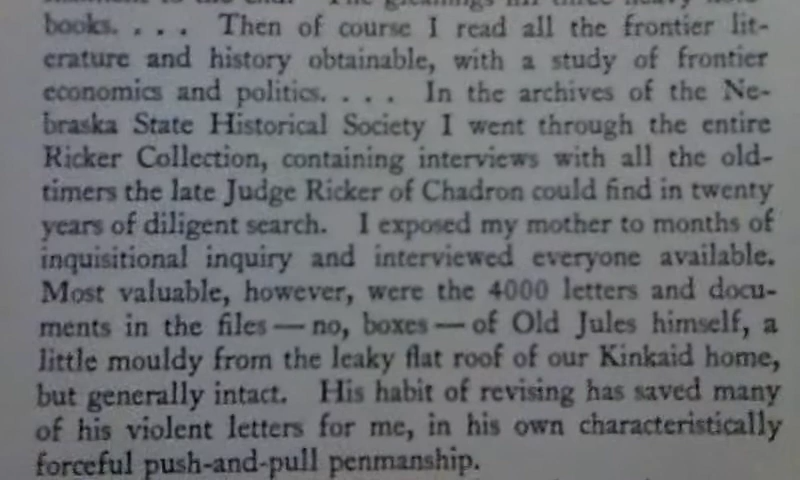 The gleanings fill three heavy note-
books. . . . Then of course I read all the frontier lit-
erature and history obtainable, with a study of frontier
economics and politics. . . . In the archives of the Ne-
braska State Historical Society I went through the entire
Ricker Collection, containing interviews with all the old-
timers the late Judge Ricker of Chadron could find in twenty
years of diligent search. I exposed my mother to months of
inquisitional inquiry and interviewed everyone available.
Most valuable, however, were the 4000 letters and docu-
ments in the files — no, boxes — of Old Jules himself, a
little mouldy from the leaky flat roof of our Kinkaid home,
but generally intact. His habit of revising has saved many
of his violent letters for me, in his own characteristically
forceful push-and-pull penmanship.